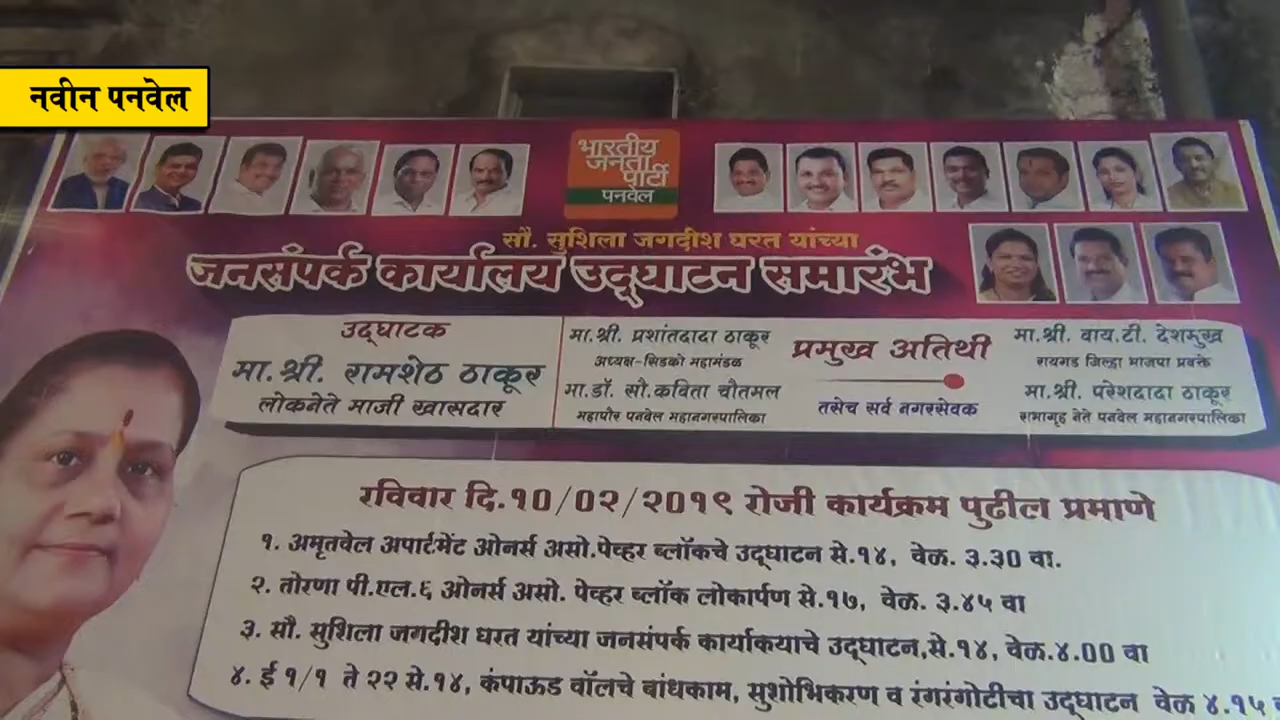 नवीन पनवेल
भारतीय
जनता
पार्टी
पनवेल
सौ. सुशिला जगदीश घरत यांच्या
जनसंपर्क कार्यालय उद्घाटन समारंभ
उद्घाटक
मा.श्री. रामशेठ ठाकूर
लोकनेते माजी खासदार
मा.श्री. प्रशांतदादा ठाकूर
अध्यक्ष-सिडको महामंडळ
मा.डॉ. सौ.कविता चौतमल
महापौर पनवेल महानगरपालिका
प्रमुख अतिथी
तसेच सर्व नगरसेवक
मा.श्री. वाय.टी. देशमुख
रायगड जिल्हा भाजपा प्रवक्ते
मा.श्री. परेशदादा ठाकूर
सभागृह नेते पनवेल महानगरपालिका
रविवार दि.१०/०२/२०१९ रोजी कार्यक्रम पुढील प्रमाणे
१. अमृतवेल अपार्टमेंट ओनर्स असो.पेव्हर ब्लॉकचे उद्घाटन से.१४, वेळ. ३.३० वा.
२. तोरणा पी.एल.६ ओनर्स असो. पेव्हर ब्लॉक लोकार्पण से.१७, वेळ. ३.४५ वा
३. सौ. सुशिला जगदीश घरत यांच्या जनसंपर्क कार्याकयाचे उद्घाटन,से.१४, वेळ.४.०० वा
४. ई १/१ ते २२ से.१४, कंपाऊड वॉलचे बांधकाम, सुशोभिकरण व रंगरंगोटीचा उद्घाटन वेळ ४.१५ व